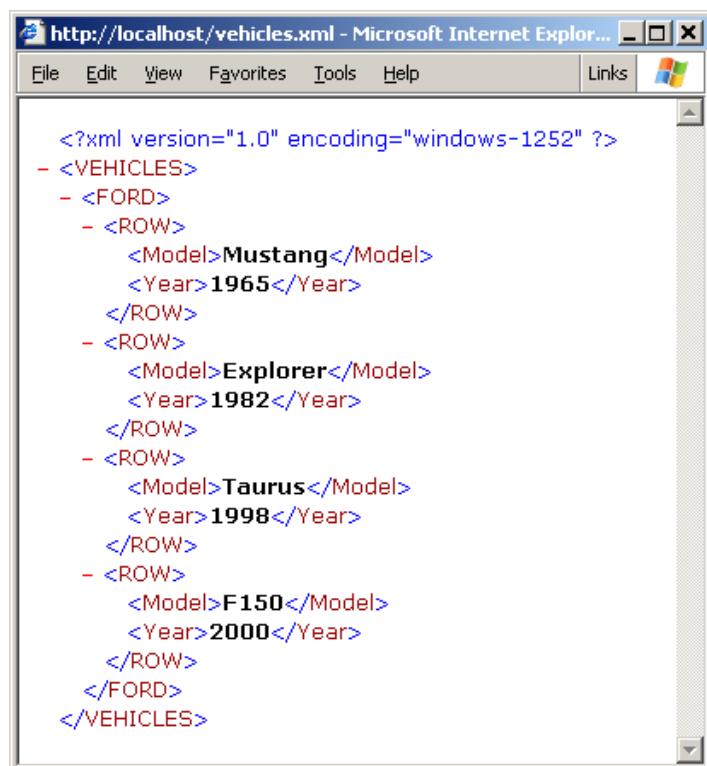 http://localhost/vehicles.xml - Microsoft Internet Explor...
File Edit View Favorites Tools Help Links
<?xml version="1.0" encoding="windows-1252" ?>
– <VEHICLES>
– <FORD>
– <ROW>
<Model>Mustang</Model>
<Year>1965</Year>
</ROW>
– <ROW>
<Model>Explorer</Model>
<Year>1982</Year>
</ROW>
– <ROW>
<Model>Taurus</Model>
<Year>1998</Year>
</ROW>
– <ROW>
<Model>F150</Model>
<Year>2000</Year>
</ROW>
</FORD>
</VEHICLES>